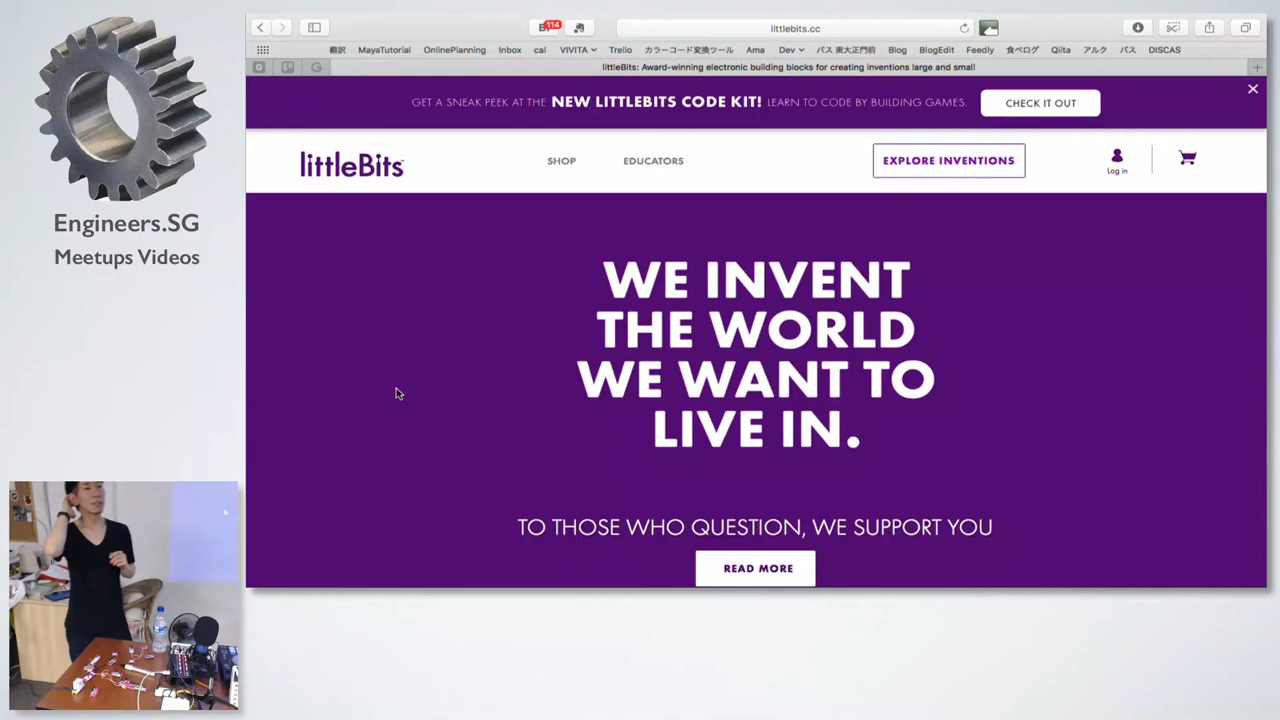 114
littlebits.cc
翻訳 MayaTutorial OnlinePlanning Inbox cal VIVITA Trello カラーコード変換ツール Ama Dev バス 東大正門前 Blog BlogEdit Feedly 食べログ Qiita アルク バス DISCAS
littleBits: Award-winning electronic building blocks for creating inventions large and small
GET A SNEAK PEEK AT THE NEW LITTLEBITS CODE KIT! LEARN TO CODE BY BUILDING GAMES. CHECK IT OUT
littleBits SHOP EDUCATORS EXPLORE INVENTIONS Log in
WE INVENT
THE WORLD
WE WANT TO
LIVE IN.
TO THOSE WHO QUESTION, WE SUPPORT YOU
READ MORE
Engineers.SG
Meetups Videos